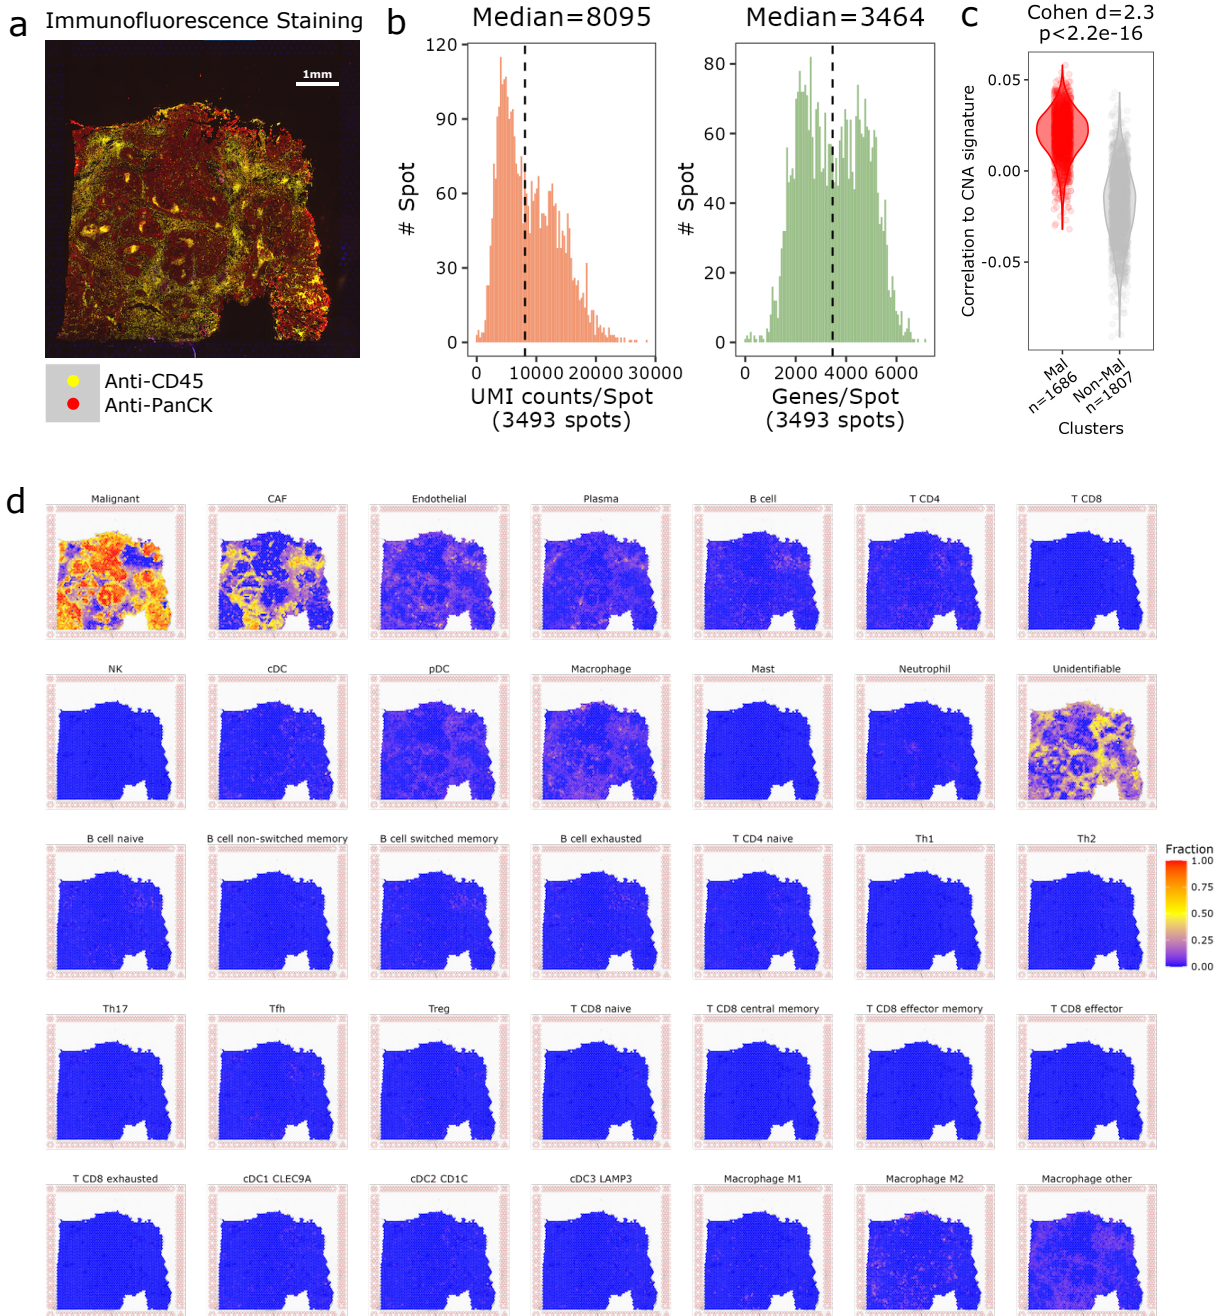 a
Immunofluorescence Staining
1mm
Anti-CD45
Anti-PanCK
b
Median=8095
# Spot
120
90
60
30
0
0
10000
20000
30000
UMI counts/Spot
(3493 spots)
Median=3464
# Spot
80
60
40
20
0
0
2000
4000
6000
Genes/Spot
(3493 spots)
c
Cohen d=2.3
p<2.2e-16
Correlation to CNA signature
0.05
0.00
-0.05
Mal
n=1686
Non-Mal
n=1807
Clusters
d
Malignant
CAF
Endothelial
Plasma
B cell
T CD4
T CD8
NK
cDC
pDC
Macrophage
Mast
Neutrophil
Unidentifiable
B cell naive
B cell non-switched memory
B cell switched memory
B cell exhausted
T CD4 naive
Th1
Th2
Fraction
1.00
0.75
0.50
0.25
0.00
Th17
Tfh
Treg
T CD8 naive
T CD8 central memory
T CD8 effector memory
T CD8 effector
T CD8 exhausted
cDC1 CLEC9A
cDC2 CD1C
cDC3 LAMP3
Macrophage M1
Macrophage M2
Macrophage other